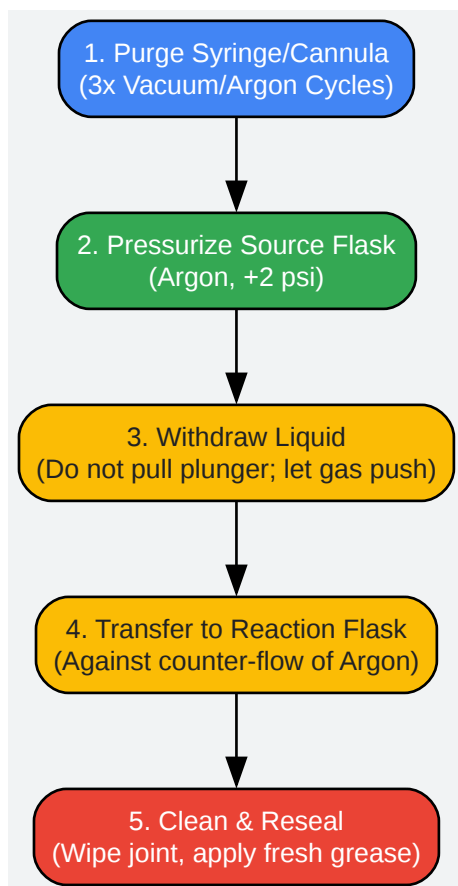 1. Purge Syringe/Cannula
(3x Vacuum/Argon Cycles)
2. Pressurize Source Flask
(Argon, +2 psi)
3. Withdraw Liquid
(Do not pull plunger; let gas push)
4. Transfer to Reaction Flask
(Against counter-flow of Argon)
5. Clean & Reseal
(Wipe joint, apply fresh grease)